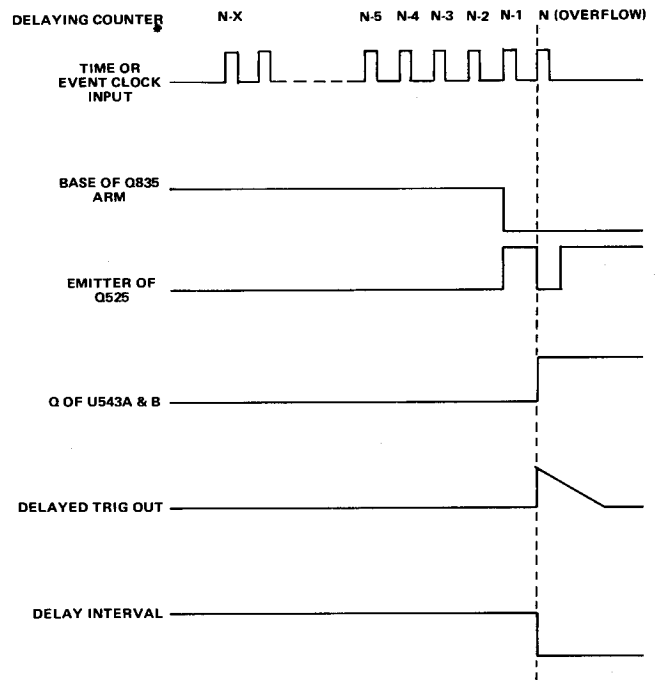 DELAYING COUNTER N-X N-5 N-4 N-3 N-2 N-1 N (OVERFLOW)
*
TIME OR
EVENT CLOCK
INPUT
BASE OF Q835
ARM
EMITTER OF
Q525
Q OF U543A & B
DELAYED TRIG OUT
DELAY INTERVAL